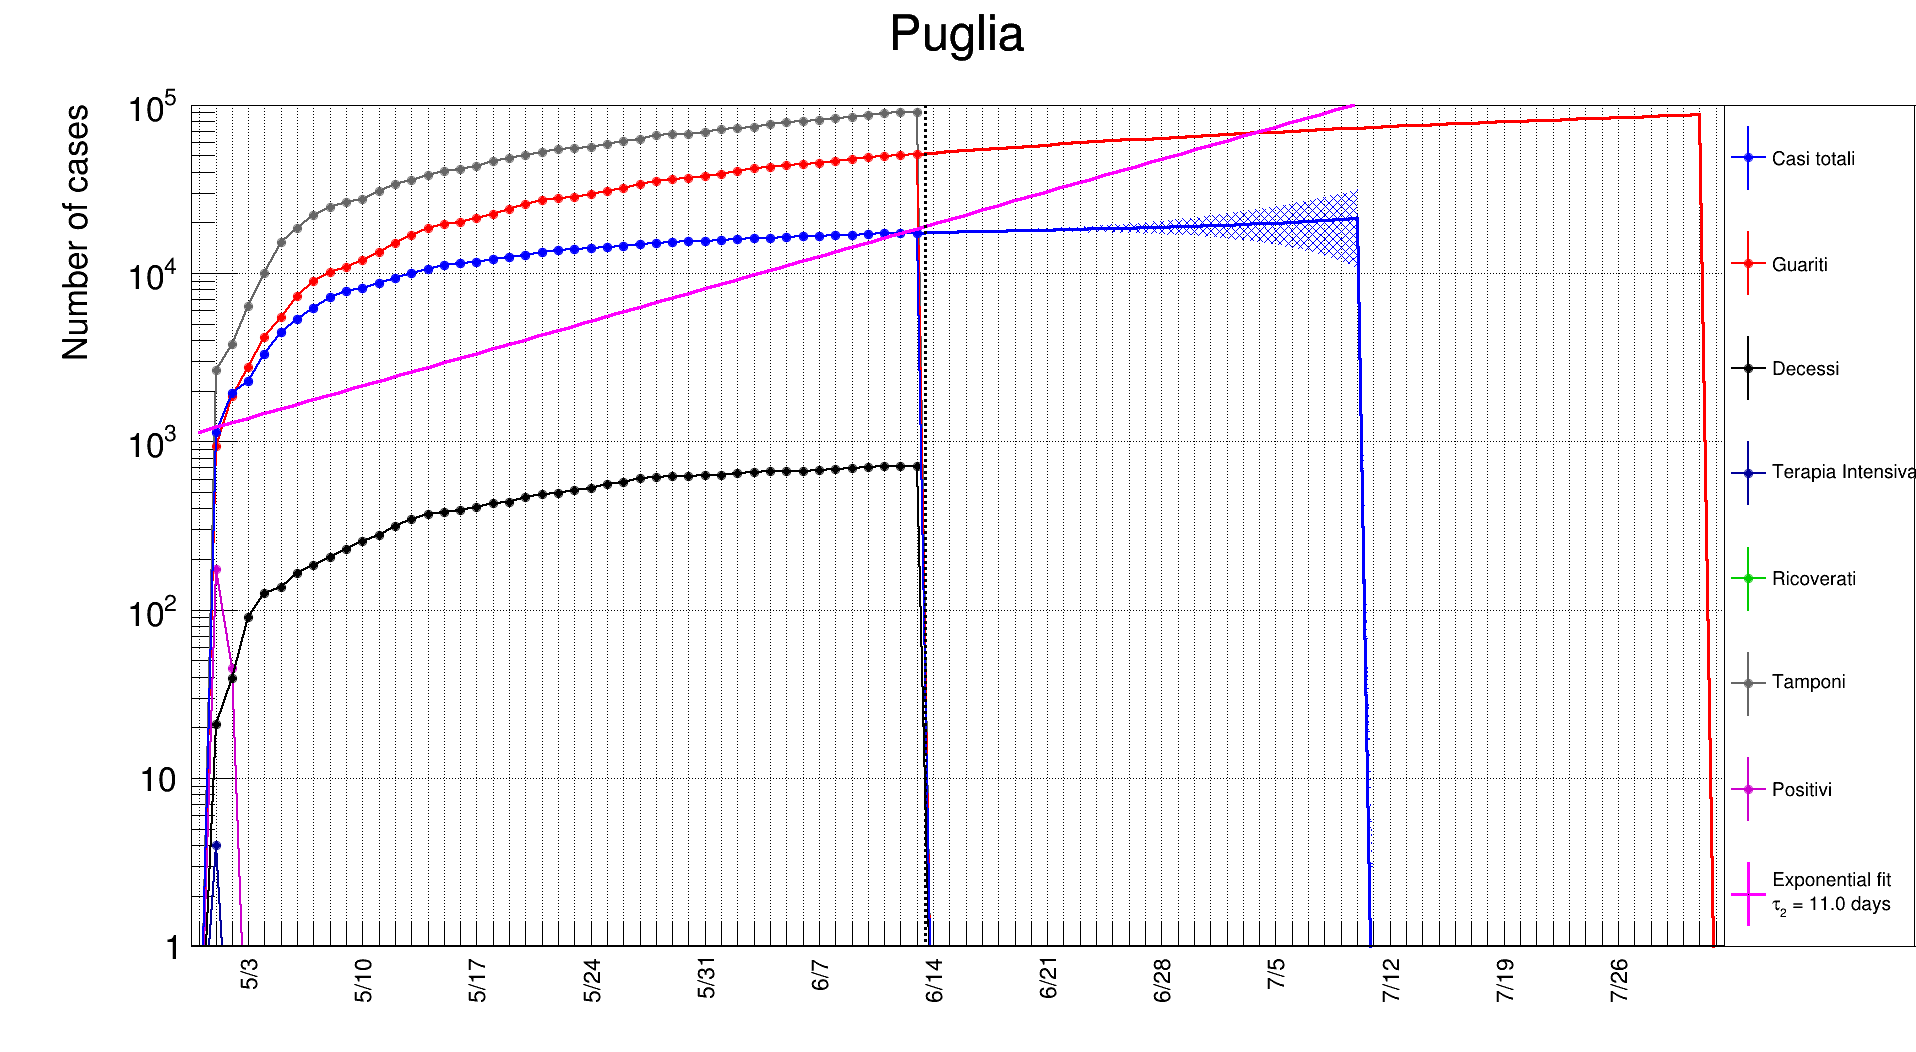 Puglia
Number of cases
10^5
10^4
10^3
10^2
10
1
5/3
5/10
5/17
5/24
5/31
6/7
6/14
6/21
6/28
7/5
7/12
7/19
7/26
Casi totali
Guariti
Decessi
Terapia Intensiva
Ricoverati
Tamponi
Positivi
Exponential fit
τ₂ = 11.0 days